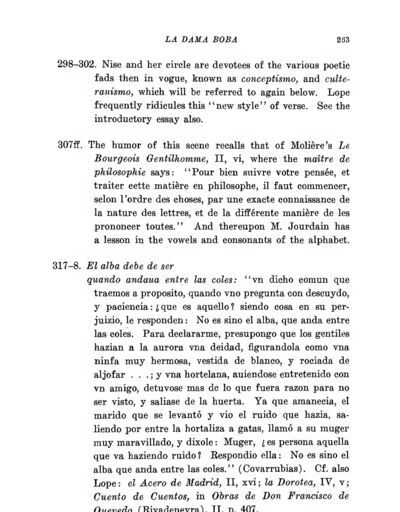 LA DAMA BOBA 263
298–302. Nise and her circle are devotees of the various poetic
fads then in vogue, known as conceptismo, and culte-
ranismo, which will be referred to again below. Lope
frequently ridicules this “new style” of verse. See the
introductory essay also.
307ff. The humor of this scene recalls that of Molière's Le
Bourgeois Gentilhomme, II, vi, where the maître de
philosophie says: “Pour bien suivre votre pensée, et
traiter cette matière en philosophe, il faut commencer,
selon l'ordre des choses, par une exacte connaissance de
la nature des lettres, et de la différente manière de les
prononcer toutes.” And thereupon M. Jourdain has
a lesson in the vowels and consonants of the alphabet.
317–8. El alba debe de ser
quando andaua entre las coles: “vn dicho comun que
traemos a proposito, quando vno pregunta con descuydo,
y paciencia: ¿que es aquello? siendo cosa en su per-
juizio, le responden: No es sino el alba, que anda entre
las coles. Para declararme, presupongo que los gentiles
hazian a la aurora vna deidad, figurandola como vna
ninfa muy hermosa, vestida de blanco, y rociada de
aljofar . . .; y vna hortelana, auiendose entretenido con
vn amigo, detuvose mas de lo que fuera razon para no
ser visto, y saliase de la huerta. Ya que amanecia, el
marido que se levantó y vio el ruido que hazia, sa-
liendo por entre la hortaliza a gatas, llamó a su muger
muy maravillado, y dixole: Muger, ¿es persona aquella
que va haziendo ruido? Respondio ella: No es sino el
alba que anda entre las coles.” (Covarrubias). Cf. also
Lope: el Acero de Madrid, II, xvi; la Dorotea, IV, v;
Cuento de Cuentos, in Obras de Don Francisco de
Quevedo (Rivadeneyra), II, p. 407.